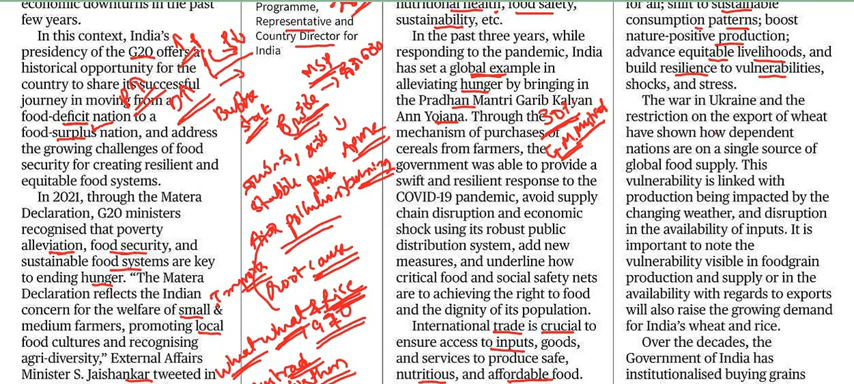 economic downturns in the past
few years.
In this context, India's
presidency of the G20 offers a
historical opportunity for the
country to share its successful
journey in moving from a
food-deficit nation to a
food-surplus nation, and address
the growing challenges of food
security for creating resilient and
equitable food systems.
In 2021, through the Matera
Declaration, G20 ministers
recognised that poverty
alleviation, food security, and
sustainable food systems are key
to ending hunger. “The Matera
Declaration reflects the Indian
concern for the welfare of small &
medium farmers, promoting local
food cultures and recognising
agri-diversity,” External Affairs
Minister S. Jaishankar tweeted in
Programme,
Representative and
Country Director for
India
MSP
Buffer
stock
APMC
Stubble
Air pollution/burning
Root cause
1970
nutritional health, food safety,
sustainability, etc.
In the past three years, while
responding to the pandemic, India
has set a global example in
alleviating hunger by bringing in
the Pradhan Mantri Garib Kalyan
Ann Yojana. Through the
mechanism of purchases of
cereals from farmers, the
government was able to provide a
swift and resilient response to the
COVID-19 pandemic, avoid supply
chain disruption and economic
shock using its robust public
distribution system, add new
measures, and underline how
critical food and social safety nets
are to achieving the right to food
and the dignity of its population.
International trade is crucial to
ensure access to inputs, goods,
and services to produce safe,
nutritious, and affordable food.
for all; shift to sustainable
consumption patterns; boost
nature-positive production;
advance equitable livelihoods, and
build resilience to vulnerabilities,
shocks, and stress.
The war in Ukraine and the
restriction on the export of wheat
have shown how dependent
nations are on a single source of
global food supply. This
vulnerability is linked with
production being impacted by the
changing weather, and disruption
in the availability of inputs. It is
important to note the
vulnerability visible in foodgrain
production and supply or in the
availability with regards to exports
will also raise the growing demand
for India's wheat and rice.
Over the decades, the
Government of India has
institutionalised buying grains